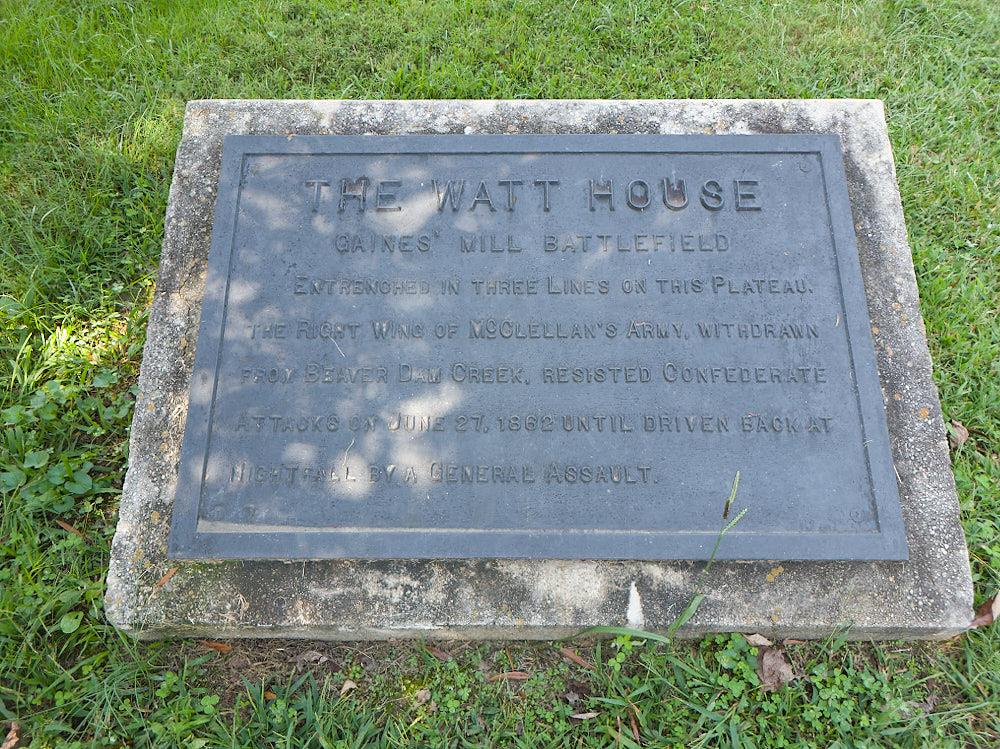 THE WATT HOUSE
GAINES' MILL BATTLEFIELD
ENTRENCHED IN THREE LINES ON THIS PLATEAU.
THE RIGHT WING OF MCCLELLAN'S ARMY, WITHDRAWN
FROM BEAVER DAM CREEK, RESISTED CONFEDERATE
ATTACKS ON JUNE 27, 1862 UNTIL DRIVEN BACK AT
NIGHTFALL BY A GENERAL ASSAULT.